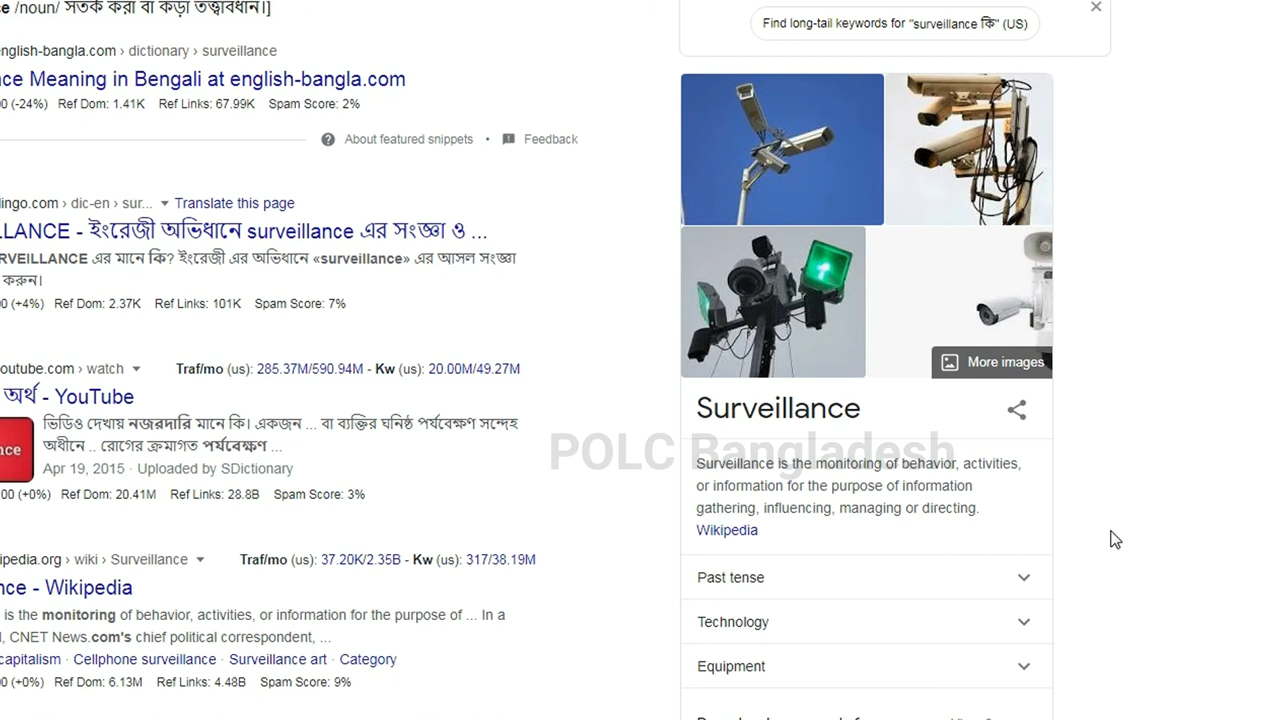 ce /noun/ সতর্ক করা বা কড়া তত্ত্বাবধান।]
english-bangla.com › dictionary › surveillance
nce Meaning in Bengali at english-bangla.com
00 (-24%) Ref Dom: 1.41K Ref Links: 67.99K Spam Score: 2%
About featured snippets • Feedback
lingo.com › dic-en › sur... Translate this page
LLANCE - ইংরেজী অভিধানে surveillance এর সংজ্ঞা ও ...
RVEILLANCE এর মানে কি? ইংরেজী এর অভিধানে «surveillance» এর আসল সংজ্ঞা
করুন।
00 (+4%) Ref Dom: 2.37K Ref Links: 101K Spam Score: 7%
outube.com › watch Traf/mo (us): 285.37M/590.94M - Kw (us): 20.00M/49.27M
অর্থ - YouTube
nce
ভিডিও দেখায় নজরদারি মানে কি। একজন ... বা ব্যক্তির ঘনিষ্ঠ পর্যবেক্ষণ সন্দেহ
অধীনে .. রোগের ক্রমাগত পর্যবেক্ষণ ...
Apr 19, 2015 · Uploaded by SDictionary
00 (+0%) Ref Dom: 20.41M Ref Links: 28.8B Spam Score: 3%
ipedia.org › wiki › Surveillance Traf/mo (us): 37.20K/2.35B - Kw (us): 317/38.19M
nce - Wikipedia
is the monitoring of behavior, activities, or information for the purpose of ... In a
l, CNET News.com's chief political correspondent, ...
capitalism · Cellphone surveillance · Surveillance art · Category
00 (+0%) Ref Dom: 6.13M Ref Links: 4.48B Spam Score: 9%
Find long-tail keywords for "surveillance কি" (US)
More images
Surveillance
POLC Bangladesh
Surveillance is the monitoring of behavior, activities,
or information for the purpose of information
gathering, influencing, managing or directing.
Wikipedia
Past tense
Technology
Equipment